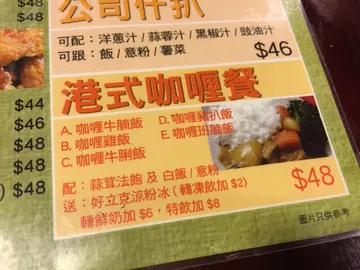 $48
公司什扒
可配：洋蔥汁 / 蒜蓉汁 / 黑椒汁 / 豉油汁
可跟：飯 / 意粉 / 薯菜
$46
港式咖喱餐
$44
$46
$48
$48
$48
A. 咖喱牛腩飯
B. 咖喱雞飯
C. 咖喱牛脷飯
D. 咖喱豬扒飯
E. 咖喱斑腩飯
配：蒜茸法飽 及 白飯 / 意粉
送：好立克涼粉冰 ( 轉凍飲加 $2)
轉鮮奶加 $6，特飲加 $8
$48
圖片只供參考